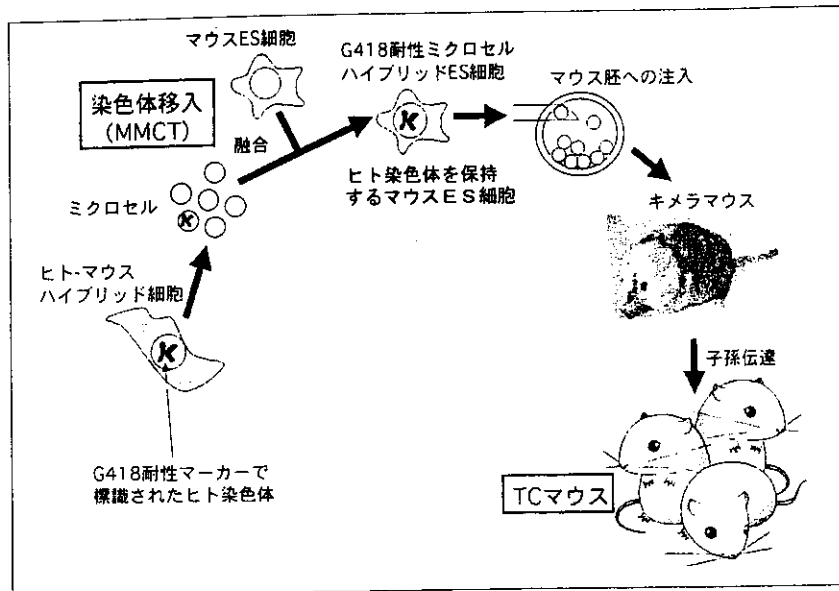 マウスES細胞
染色体移入
(MMCT)
融合
ミクロセル
ヒト-マウス
ハイブリッド細胞
G418耐性マーカーで
標識されたヒト染色体
G418耐性ミクロセル
ハイブリッドES細胞
ヒト染色体を保持
するマウスES細胞
マウス胚への注入
キメラマウス
子孫伝達
TCマウス